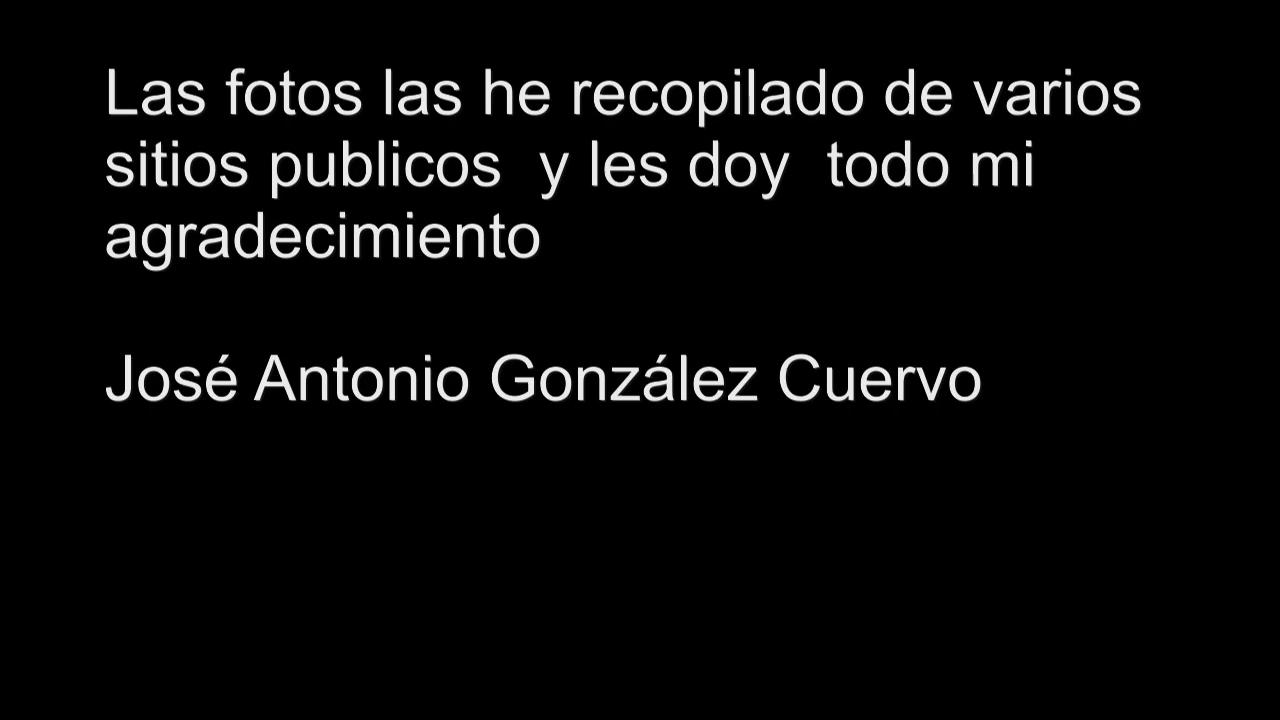 Las fotos las he recopilado de varios
sitios publicos  y les doy  todo mi
agradecimiento
José Antonio González Cuervo